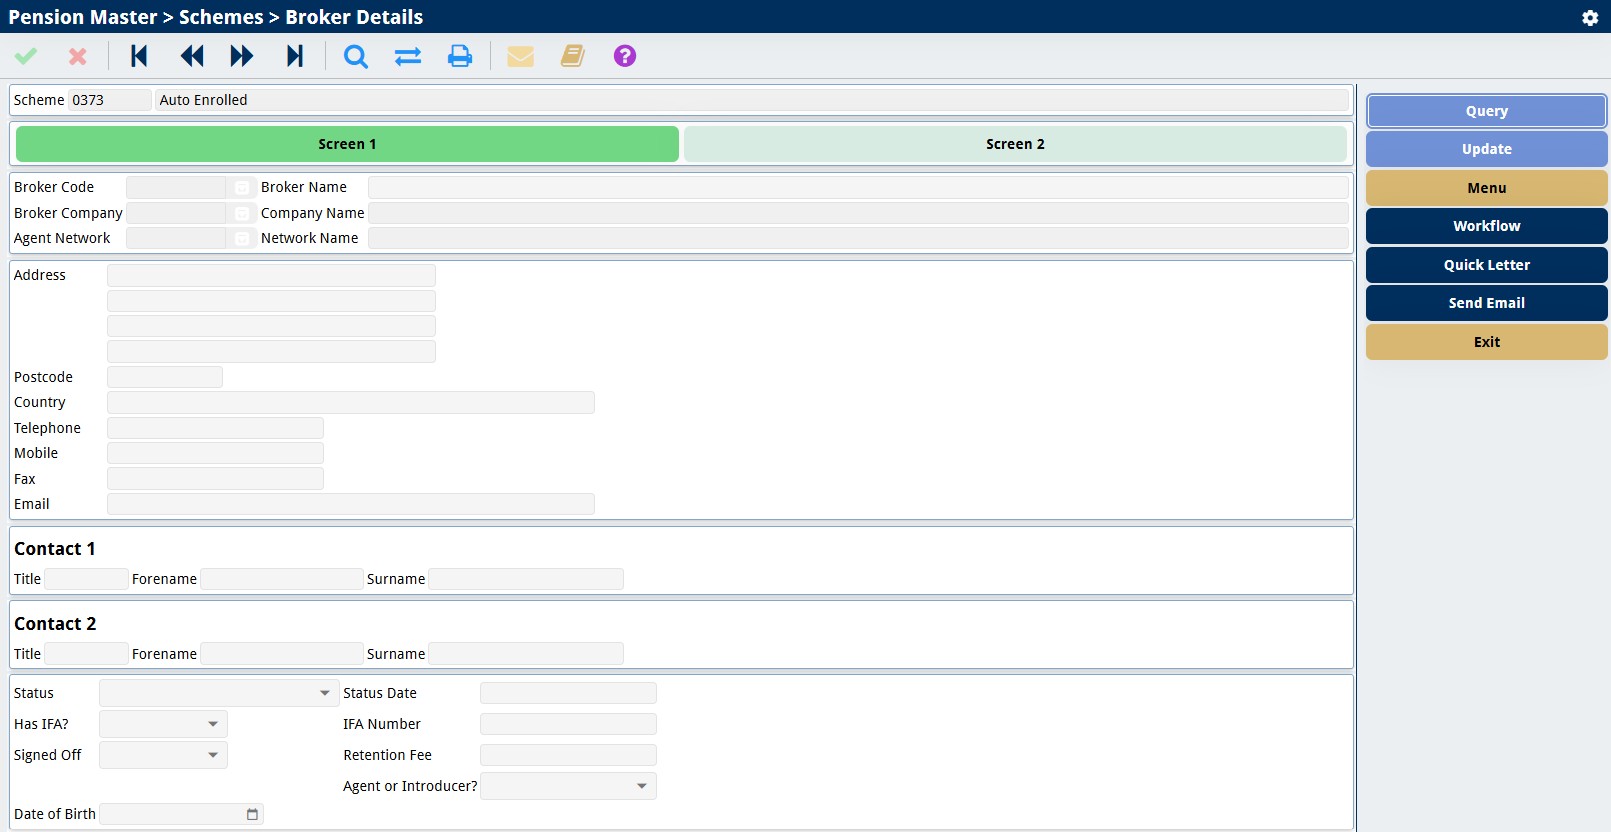 Pension Master > Schemes > Broker Details
?
Scheme 0373 Auto Enrolled
Screen 1 Screen 2
Broker Code Broker Name
Broker Company Company Name
Agent Network Network Name
Address
Postcode
Country
Telephone
Mobile
Fax
Email
Contact 1
Title Forename Surname
Contact 2
Title Forename Surname
Status Status Date
Has IFA? IFA Number
Signed Off Retention Fee
Agent or Introducer?
Date of Birth
Query
Update
Menu
Workflow
Quick Letter
Send Email
Exit